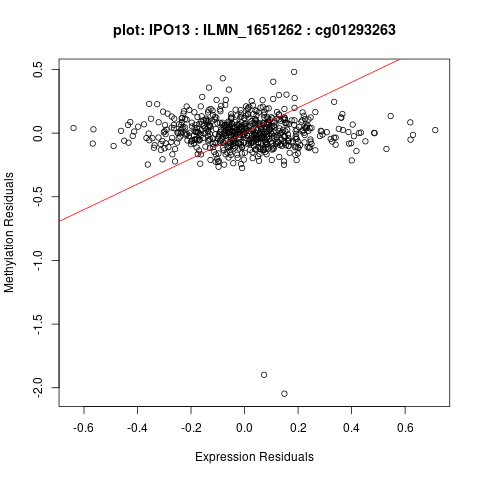 plot: IPO13 : ILMN_1651262 : cg01293263
Methylation Residuals
0.5
0.0
-0.5
-1.0
-1.5
-2.0
-0.6 -0.4 -0.2 0.0 0.2 0.4 0.6
Expression Residuals